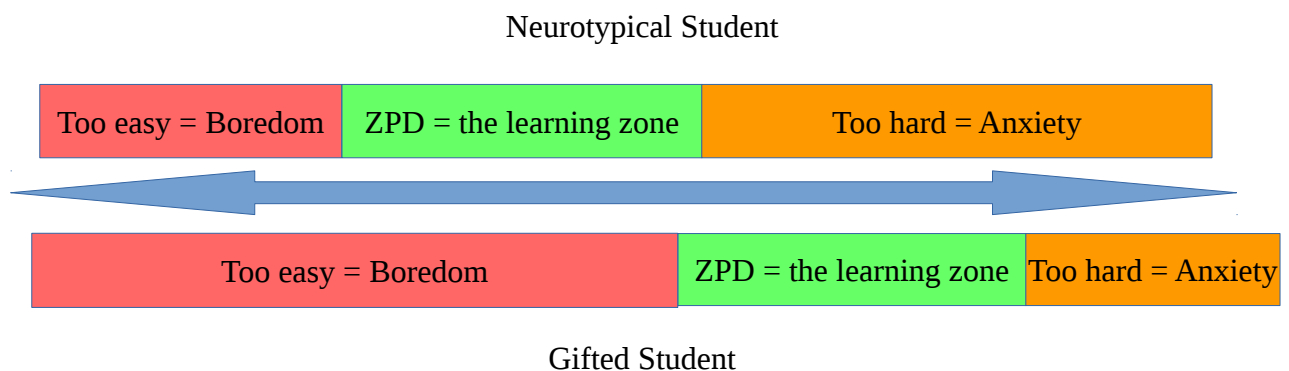 Neurotypical Student
Too easy = Boredom
ZPD = the learning zone
Too hard = Anxiety
Too easy = Boredom
ZPD = the learning zone
Too hard = Anxiety
Gifted Student